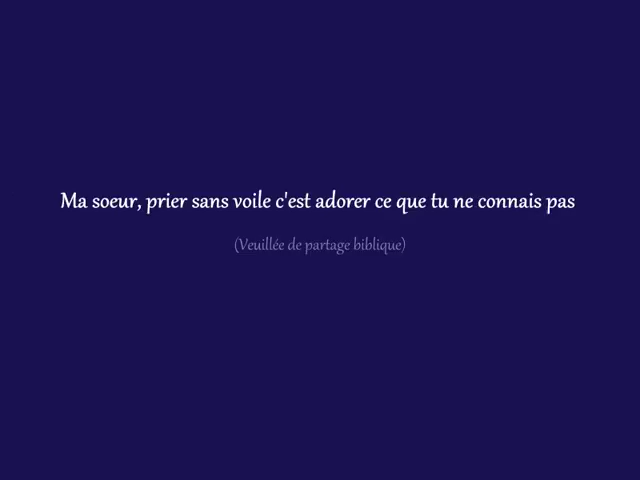 Ma soeur, prier sans voile c'est adorer ce que tu ne connais pas
(Veuillée de partage biblique)